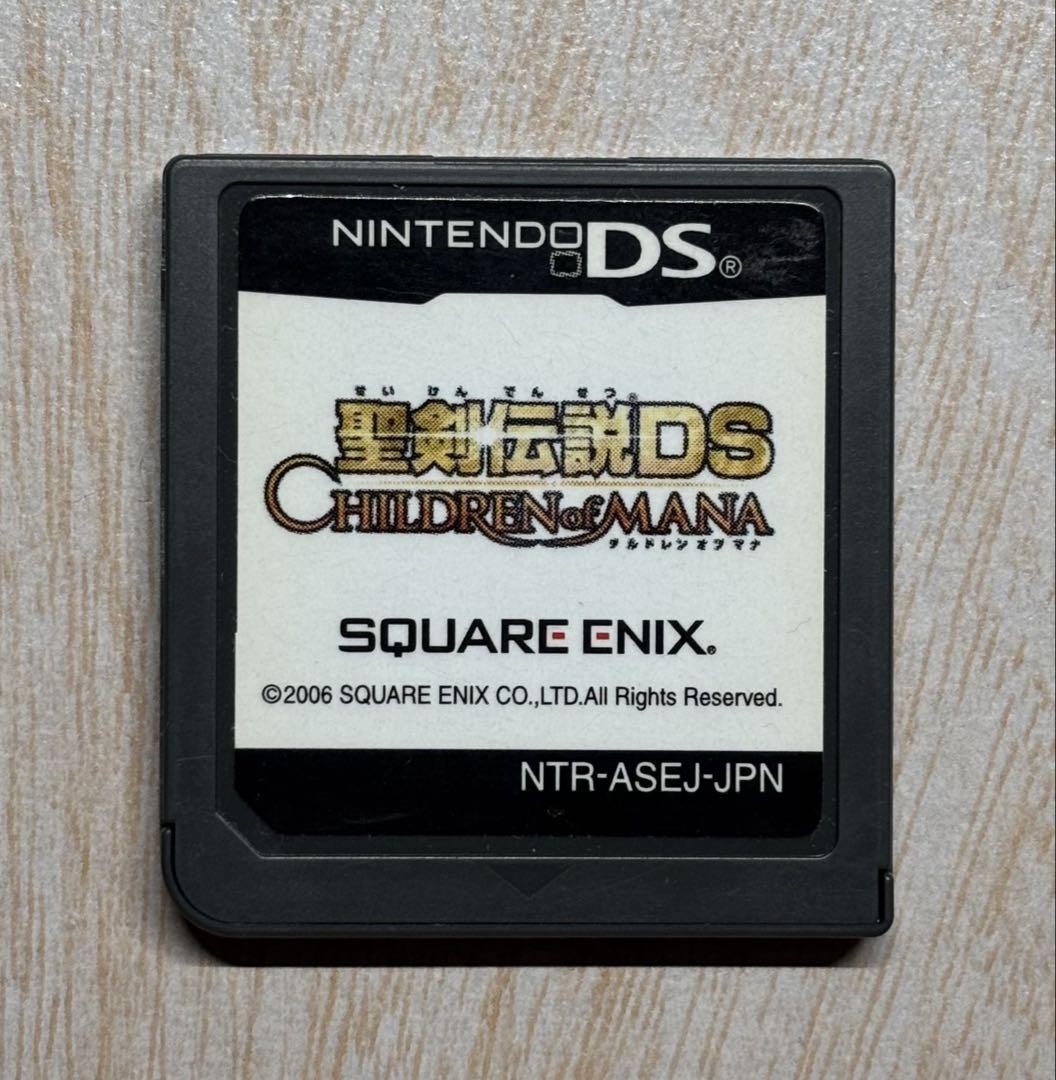 NINTENDO DS®
せいけんでんせつ®
聖剣伝説DS
CHILDREN of MANA
チルドレン オブ マナ
SQUARE ENIX®
©2006 SQUARE ENIX CO.,LTD.All Rights Reserved.
NTR-ASEJ-JPN